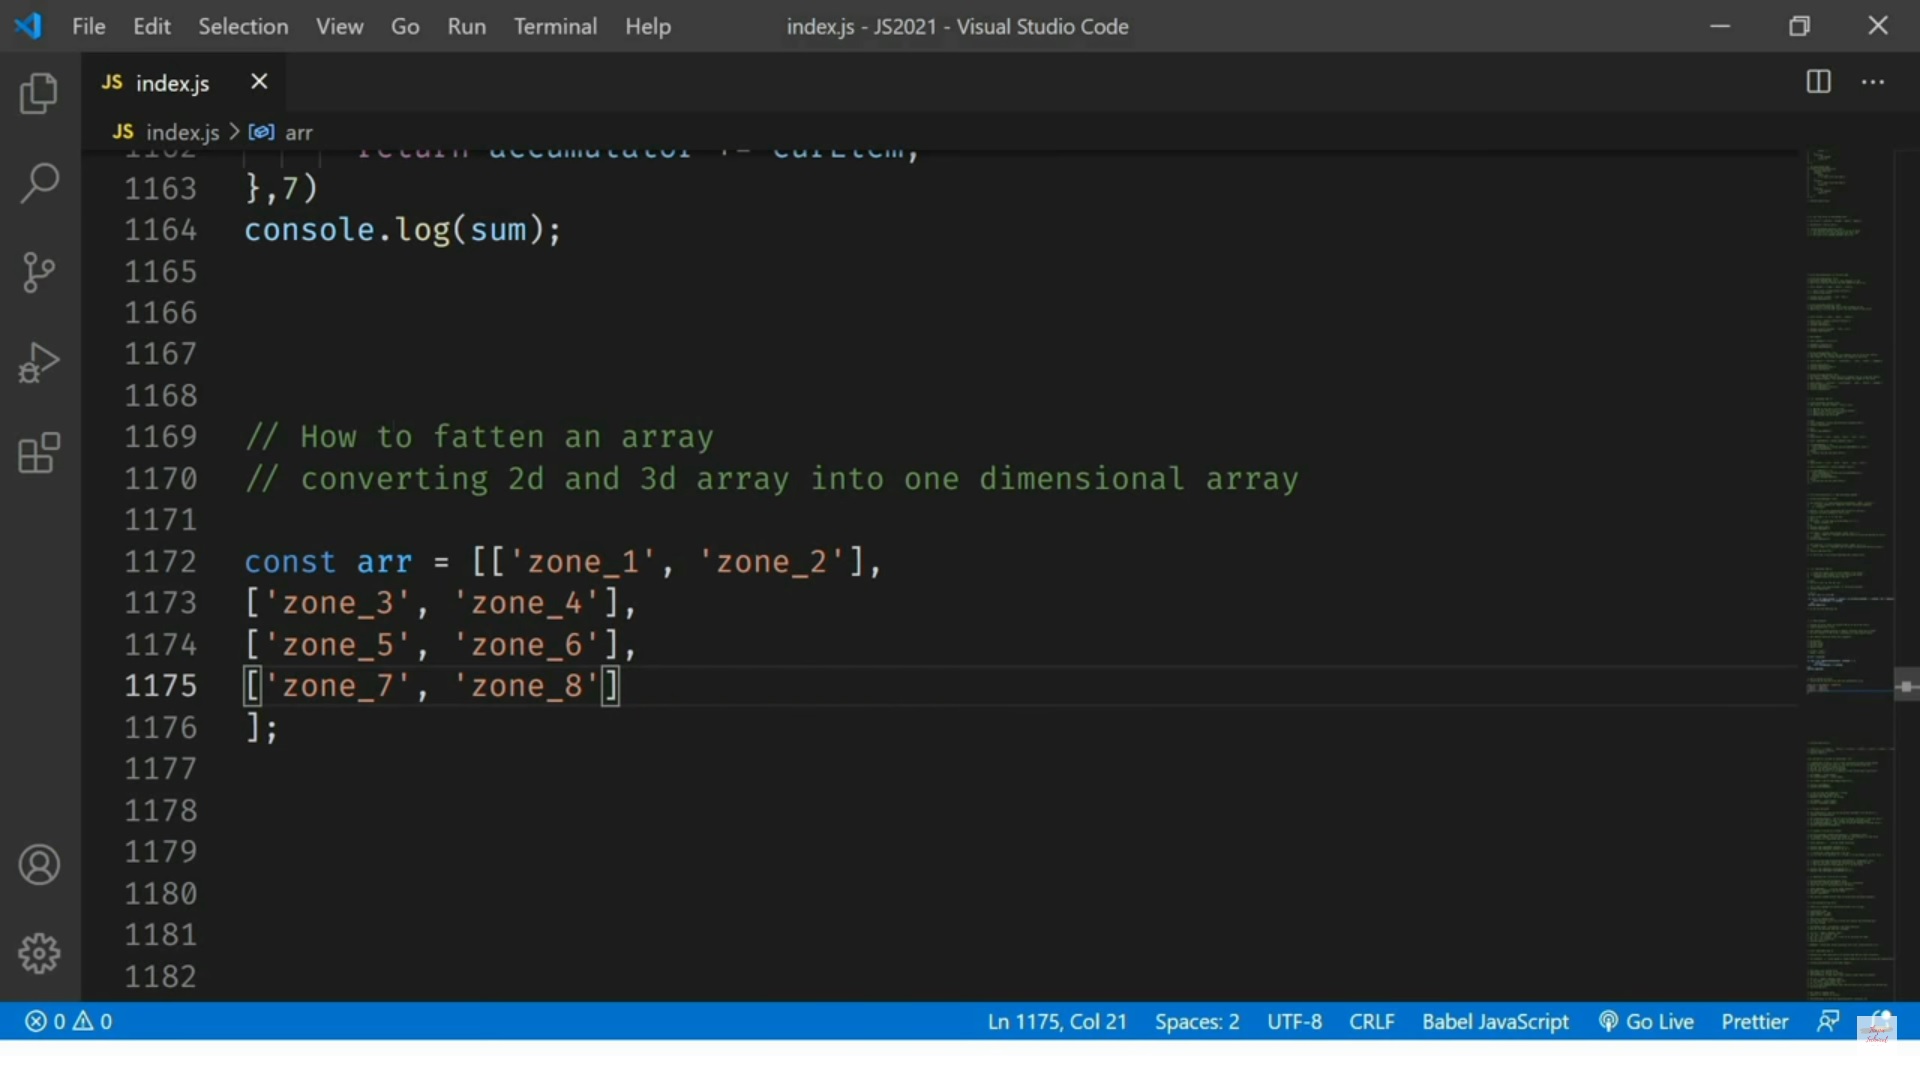 File Edit Selection View Go Run Terminal Help index.js - JS2021 - Visual Studio Code
JS index.js
JS index.js > arr
1162 return accumulator += curElem;
1163 },7)
1164 console.log(sum);
1165
1166
1167
1168
1169 // How to fatten an array
1170 // converting 2d and 3d array into one dimensional array
1171
1172 const arr = [['zone_1', 'zone_2'],
1173 ['zone_3', 'zone_4'],
1174 ['zone_5', 'zone_6'],
1175 ['zone_7', 'zone_8']
1176 ];
1177
1178
1179
1180
1181
1182
0 0 Ln 1175, Col 21 Spaces: 2 UTF-8 CRLF Babel JavaScript Go Live Prettier